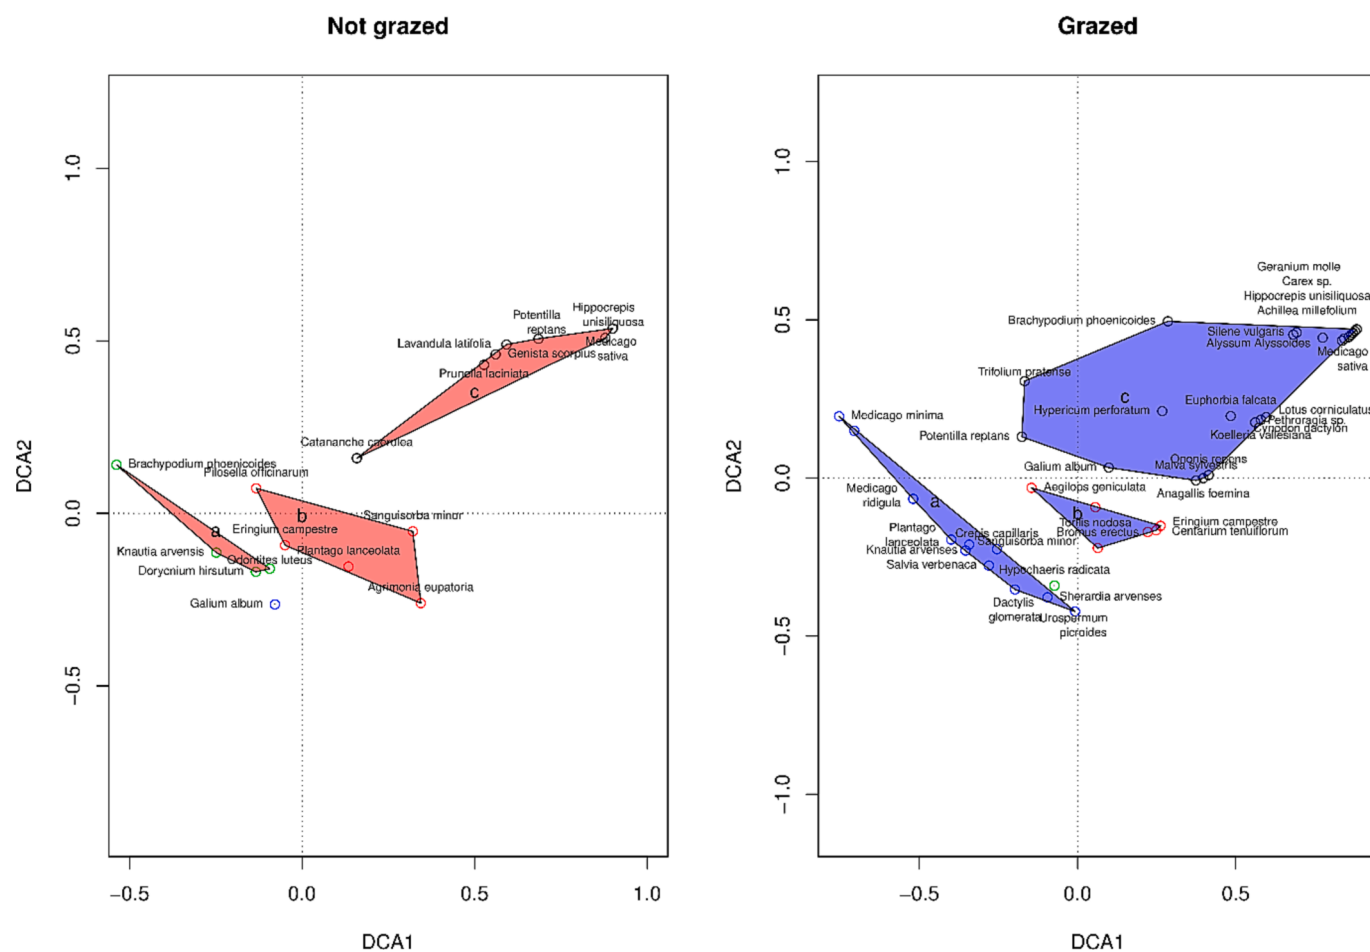 Not grazed
DCA2
1.0
0.5
0.0
−0.5
Hippocrepis
unisiliquosa
Potentilla
reptans
Lavandula latifolia
Genista scorpius
Medicago
sativa
Prunella laciniata
c
Catananche caerulea
Brachypodium phoenicoides
Pilosella officinarum
a
b
Eringium campestre
Sanguisorba minor
Knautia arvensis
Plantago lanceolata
Odontites luteus
Dorycnium hirsutum
Agrimonia eupatoria
Galium album
−0.5
0.0
0.5
1.0
DCA1
Grazed
DCA2
1.0
0.5
0.0
−0.5
−1.0
Geranium molle
Carex sp.
Hippocrepis unisiliquosa
Achillea millefolium
Brachypodium phoenicoides
Silene vulgaris
Alyssum Alyssoides
Medicago
sativa
Trifolium pratense
c
Hypericum perforatum
Euphorbia falcata
Lotus corniculatus
Pethroragia sp.
Cynodon dactylon
Koelleria vallesiana
Potentilla reptans
Medicago minima
Ononis repens
Malva sylvestris
Galium album
Anagallis foemina
Aegilops geniculata
Medicago
ridigula
a
b
Torilis nodosa
Bromus erectus
Eringium campestre
Centarium tenuiflorum
Plantago
lanceolata
Crepis capillaris
Sanguisorba minor
Knautia arvenses
Salvia verbenaca
Hypochaeris radicata
Sherardia arvenses
Dactylis
glomerata
Urospermum
picroides
−0.5
0.0
0.5
DCA1